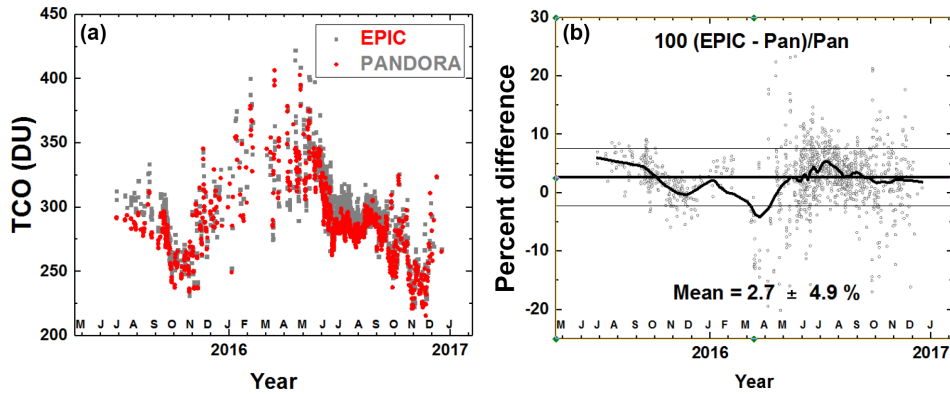 (a)
EPIC
PANDORA
450
400
350
300
250
200
TCO (DU)
M J J A S O N D J F M A M J J A S O N D J
2016 2017
Year
(b)
100 (EPIC - Pan)/Pan
30
20
10
0
-10
-20
Percent difference
Mean = 2.7 ± 4.9 %
M J J A S O N D J F M A M J J A S O N D J
2016 2017
Year